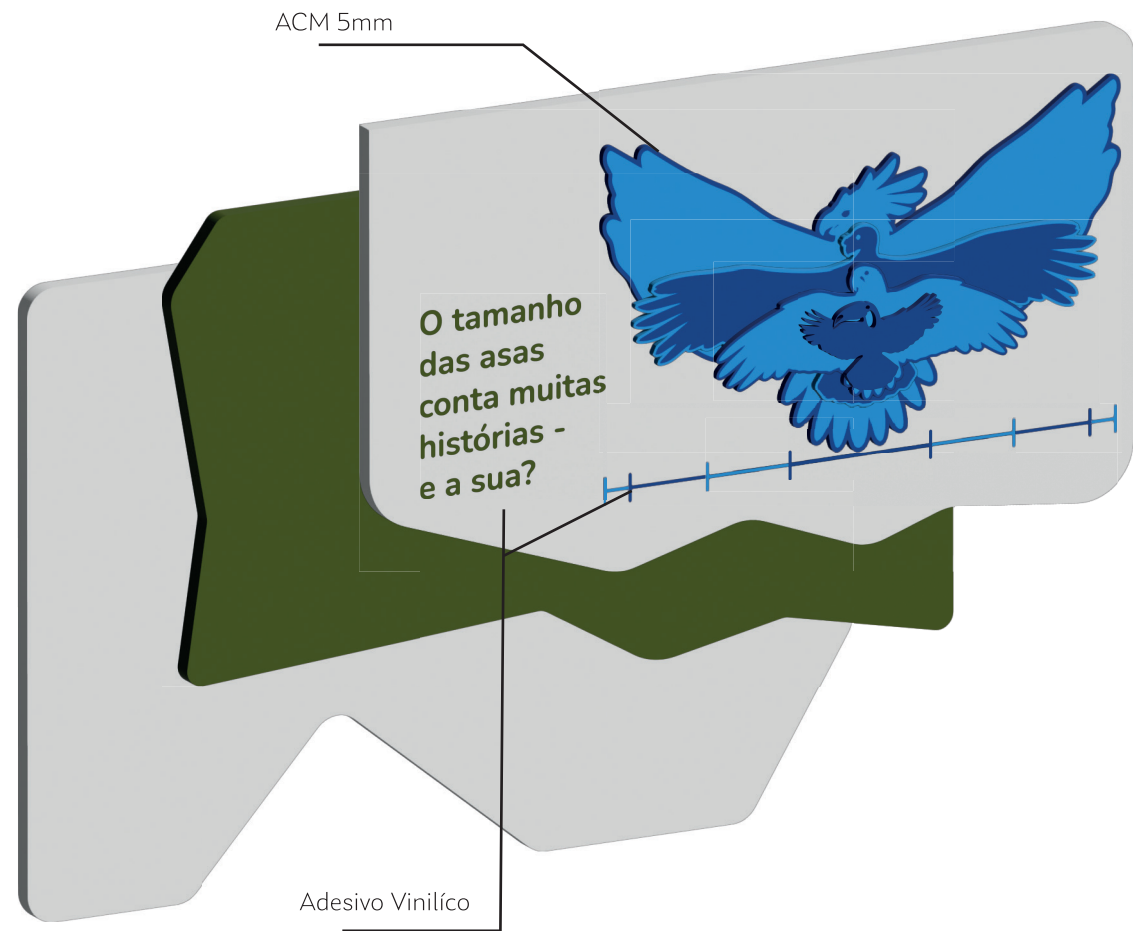 ACM 5mm
O tamanho
das asas
conta muitas
histórias -
e a sua?
Adesivo Vinilíco